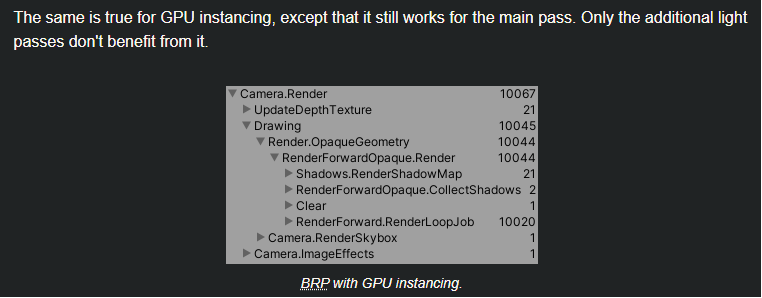 The same is true for GPU instancing, except that it still works for the main pass. Only the additional light
passes don't benefit from it.
Camera.Render 10067
UpdateDepthTexture 21
Drawing 10045
Render.OpaqueGeometry 10044
RenderForwardOpaque.Render 10044
Shadows.RenderShadowMap 21
RenderForwardOpaque.CollectShadows 2
Clear 1
RenderForward.RenderLoopJob 10020
Camera.RenderSkybox 1
Camera.ImageEffects 1
BRP with GPU instancing.